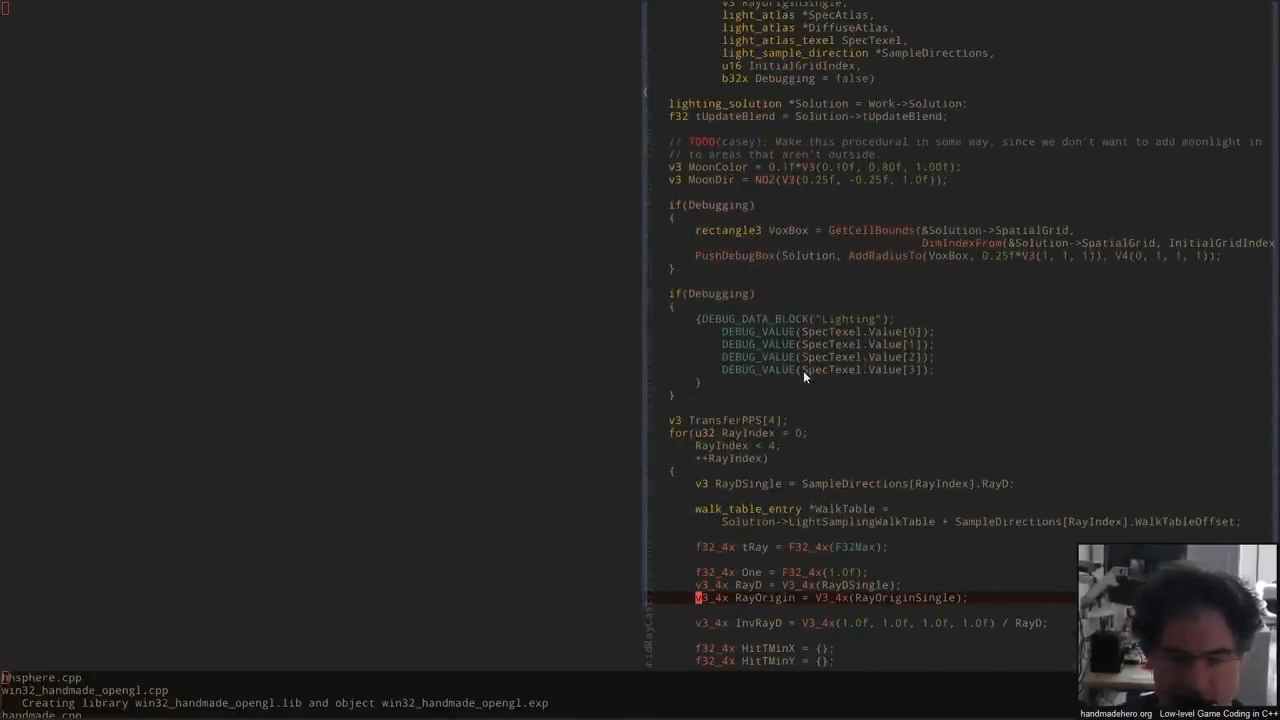 v3 RayOriginSingle,
light_atlas *SpecAtlas,
light_atlas *DiffuseAtlas,
light_atlas_texel SpecTexel,
light_sample_direction *SampleDirections,
u16 InitialGridIndex,
b32x Debugging = false)
{
lighting_solution *Solution = Work->Solution;
f32 tUpdateBlend = Solution->tUpdateBlend;
// TODO(casey): Make this procedural in some way, since we don't want to add moonlight in
// to areas that aren't outside.
v3 MoonColor = 0.1f*V3(0.10f, 0.80f, 1.00f);
v3 MoonDir = NOZ(V3(0.25f, -0.25f, 1.0f));
if(Debugging)
{
rectangle3 VoxBox = GetCellBounds(&Solution->SpatialGrid,
DimIndexFrom(&Solution->SpatialGrid, InitialGridIndex
PushDebugBox(Solution, AddRadiusTo(VoxBox, 0.25f*V3(1, 1, 1)), V4(0, 1, 1, 1));
}
if(Debugging)
{
{DEBUG_DATA_BLOCK("Lighting");
DEBUG_VALUE(SpecTexel.Value[0]);
DEBUG_VALUE(SpecTexel.Value[1]);
DEBUG_VALUE(SpecTexel.Value[2]);
DEBUG_VALUE(SpecTexel.Value[3]);
}
}
v3 TransferPPS[4];
for(u32 RayIndex = 0;
RayIndex < 4;
++RayIndex)
{
v3 RayDSingle = SampleDirections[RayIndex].RayD;
walk_table_entry *WalkTable =
Solution->LightSamplingWalkTable + SampleDirections[RayIndex].WalkTableOffset;
f32_4x tRay = F32_4x(F32Max);
f32_4x One = F32_4x(1.0f);
v3_4x RayD = V3_4x(RayDSingle);
v3_4x RayOrigin = V3_4x(RayOriginSingle);
v3_4x InvRayD = V3_4x(1.0f, 1.0f, 1.0f, 1.0f) / RayD;
f32_4x HitTMinX = {};
f32_4x HitTMinY = {};
hhsphere.cpp
win32_handmade_opengl.cpp
Creating library win32_handmade_opengl.lib and object win32_handmade_opengl.exp
handmade.cpp
handmadehero.org Low-level Game Coding in C++